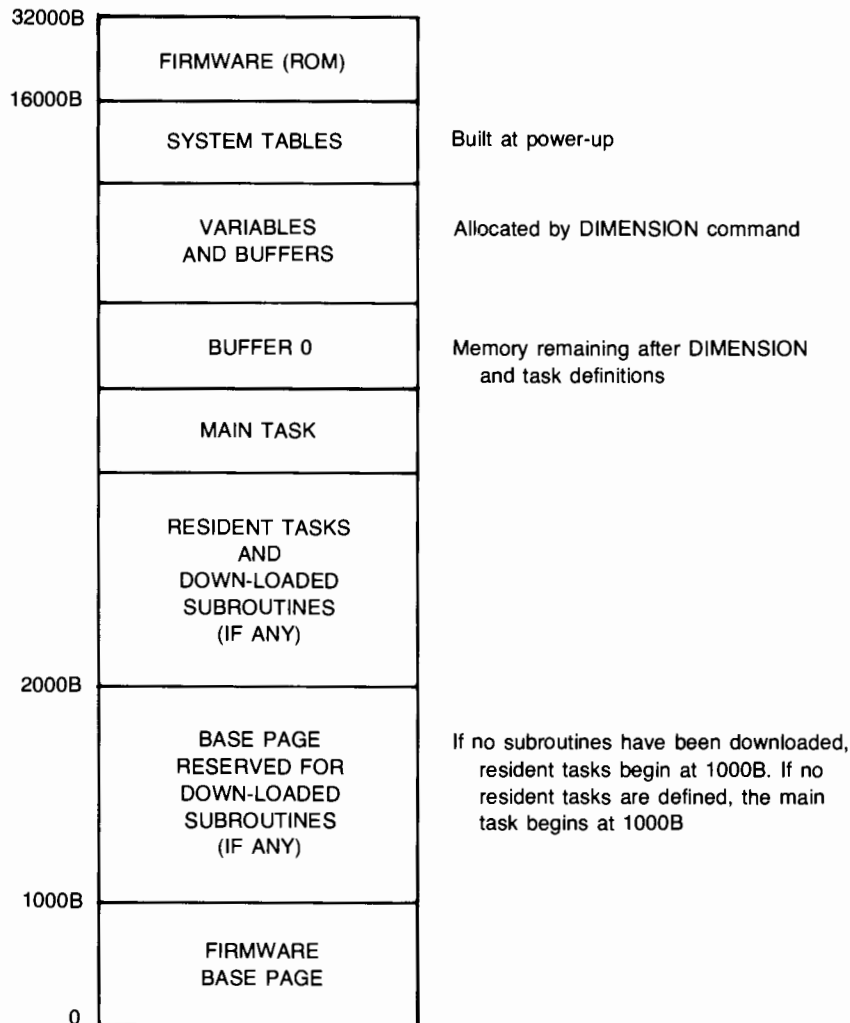 32000B
FIRMWARE (ROM)
16000B
SYSTEM TABLES
Built at power-up
VARIABLES
AND BUFFERS
Allocated by DIMENSION command
BUFFER 0
Memory remaining after DIMENSION
and task definitions
MAIN TASK
RESIDENT TASKS
AND
DOWN-LOADED
SUBROUTINES
(IF ANY)
2000B
BASE PAGE
RESERVED FOR
DOWN-LOADED
SUBROUTINES
(IF ANY)
If no subroutines have been downloaded,
resident tasks begin at 1000B. If no
resident tasks are defined, the main
task begins at 1000B
1000B
FIRMWARE
BASE PAGE
0